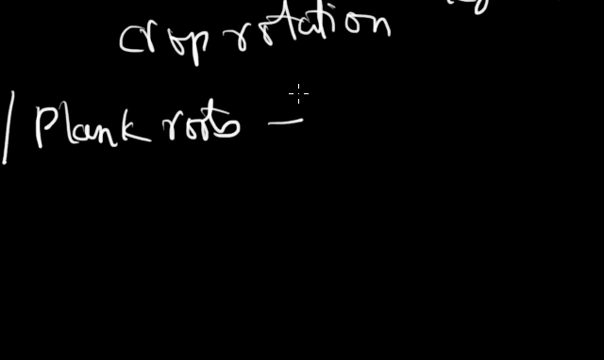 crop rotation
| Plank roots —